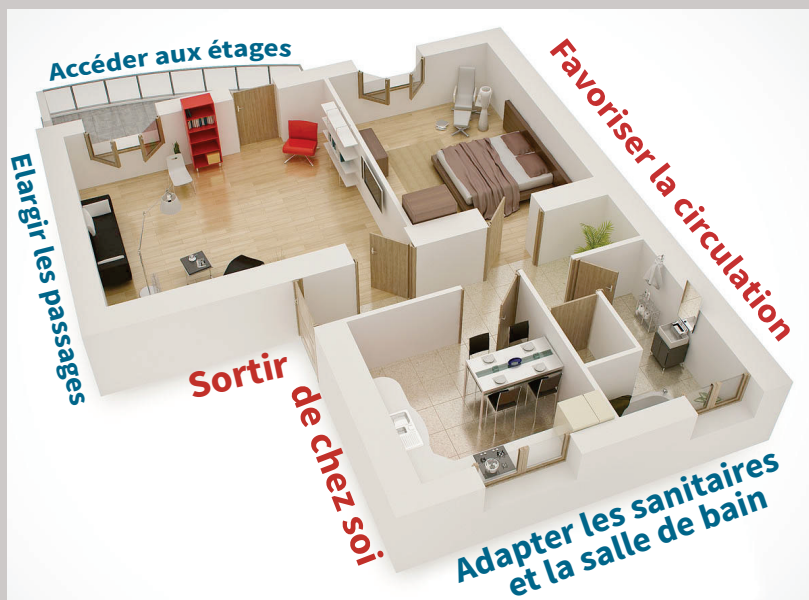 Accéder aux étages
Favoriser la circulation
Elargir les passages
Sortir
de chez soi
Adapter les sanitaires
et la salle de bain